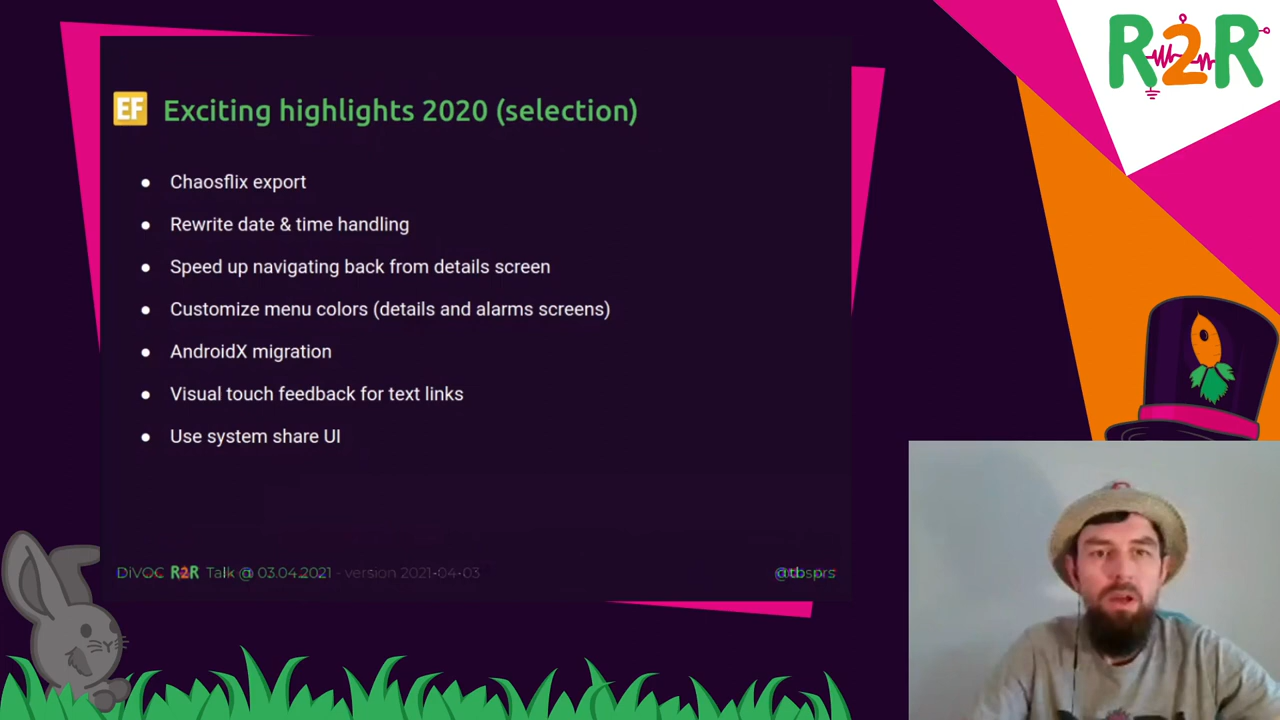 R2R
EF Exciting highlights 2020 (selection)
● Chaosflix export
● Rewrite date & time handling
● Speed up navigating back from details screen
● Customize menu colors (details and alarms screens)
● AndroidX migration
● Visual touch feedback for text links
● Use system share UI
DiVOC R2R Talk @ 03.04.2021 - version 2021-04-03
@tbsprs